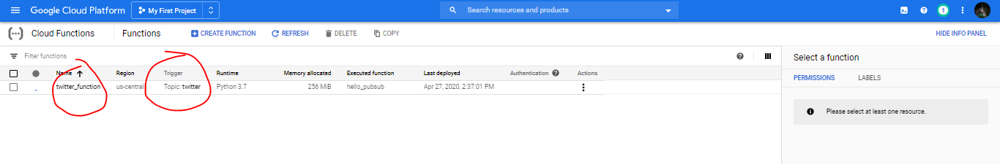 Google Cloud Platform My First Project Search resources and products 1
Cloud Functions Functions CREATE FUNCTION REFRESH DELETE COPY HIDE INFO PANEL
Filter functions
Name Region Trigger Runtime Memory allocated Executed function Last deployed Authentication Actions
twitter_function us-central Topic: twitter Python 3.7 256 MiB hello_pubsub Apr 27, 2020, 2:37:01 PM
Select a function
PERMISSIONS LABELS
Please select at least one resource.